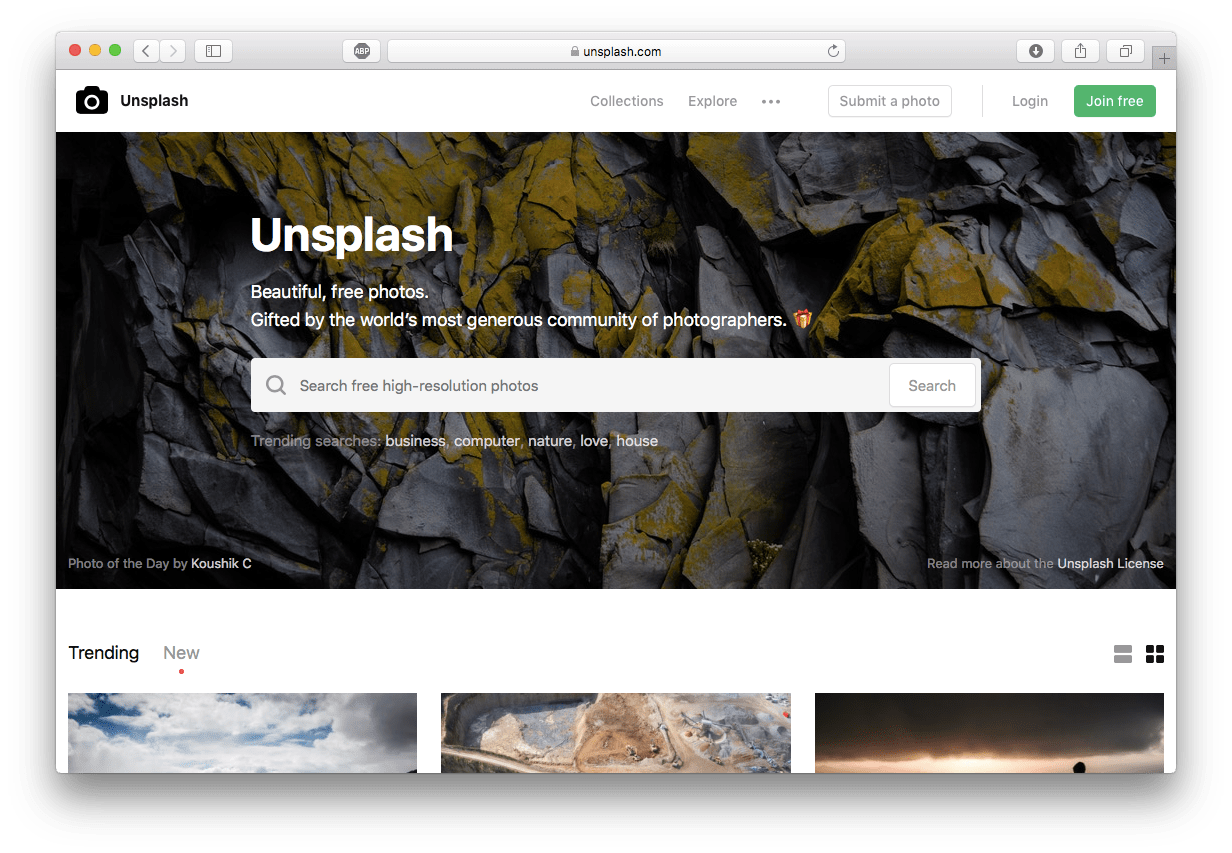 ABP
unsplash.com
Unsplash
Collections
Explore
Submit a photo
Login
Join free
Unsplash
Beautiful, free photos.
Gifted by the world’s most generous community of photographers. 🎁
Search free high-resolution photos
Search
Trending searches: business, computer, nature, love, house
Photo of the Day by Koushik C
Read more about the Unsplash License
Trending
New